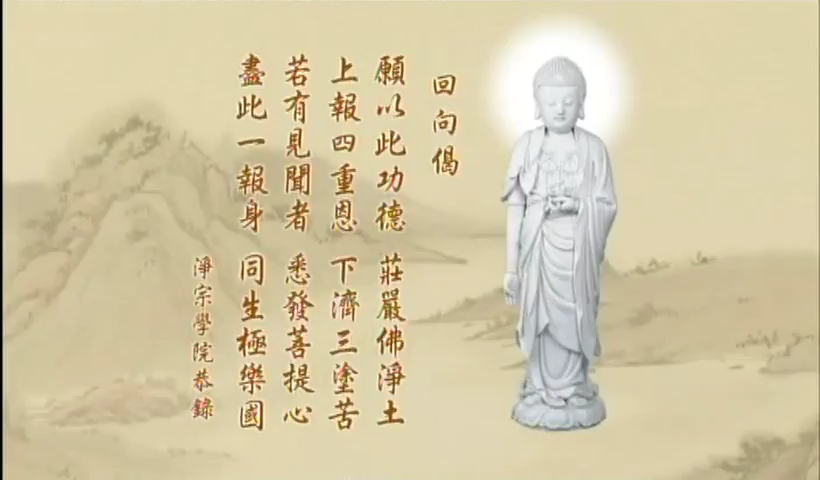 回向偈
願以此功德 莊嚴佛淨土
上報四重恩 下濟三塗苦
若有見聞者 悉發菩提心
盡此一報身 同生極樂國
淨宗學院恭錄